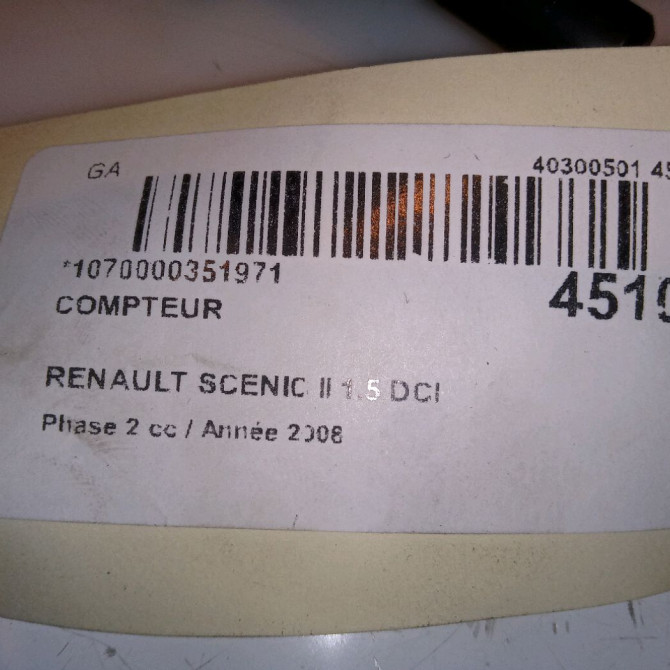 GA
40300501 45
*1070000351971
COMPTEUR
4519
RENAULT SCENIC II 1.5 DCI
Phase 2 cc / Année 2008